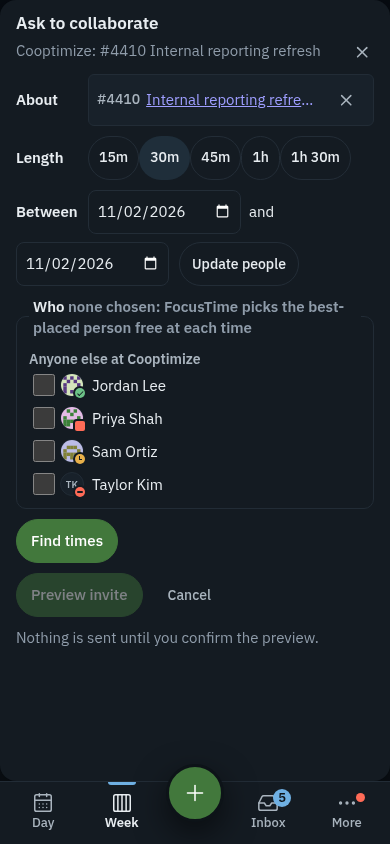 Ask to collaborate
Cooptimize: #4410 Internal reporting refresh
About
#4410 Internal reporting refre...
Length
15m 30m 45m 1h 1h 30m
Between
11/02/2026
and
11/02/2026
Update people
Who none chosen: FocusTime picks the best-
placed person free at each time
Anyone else at Cooptimize
Jordan Lee
Priya Shah
Sam Ortiz
TK Taylor Kim
Find times
Preview invite
Cancel
Nothing is sent until you confirm the preview.
5
Day Week Inbox More